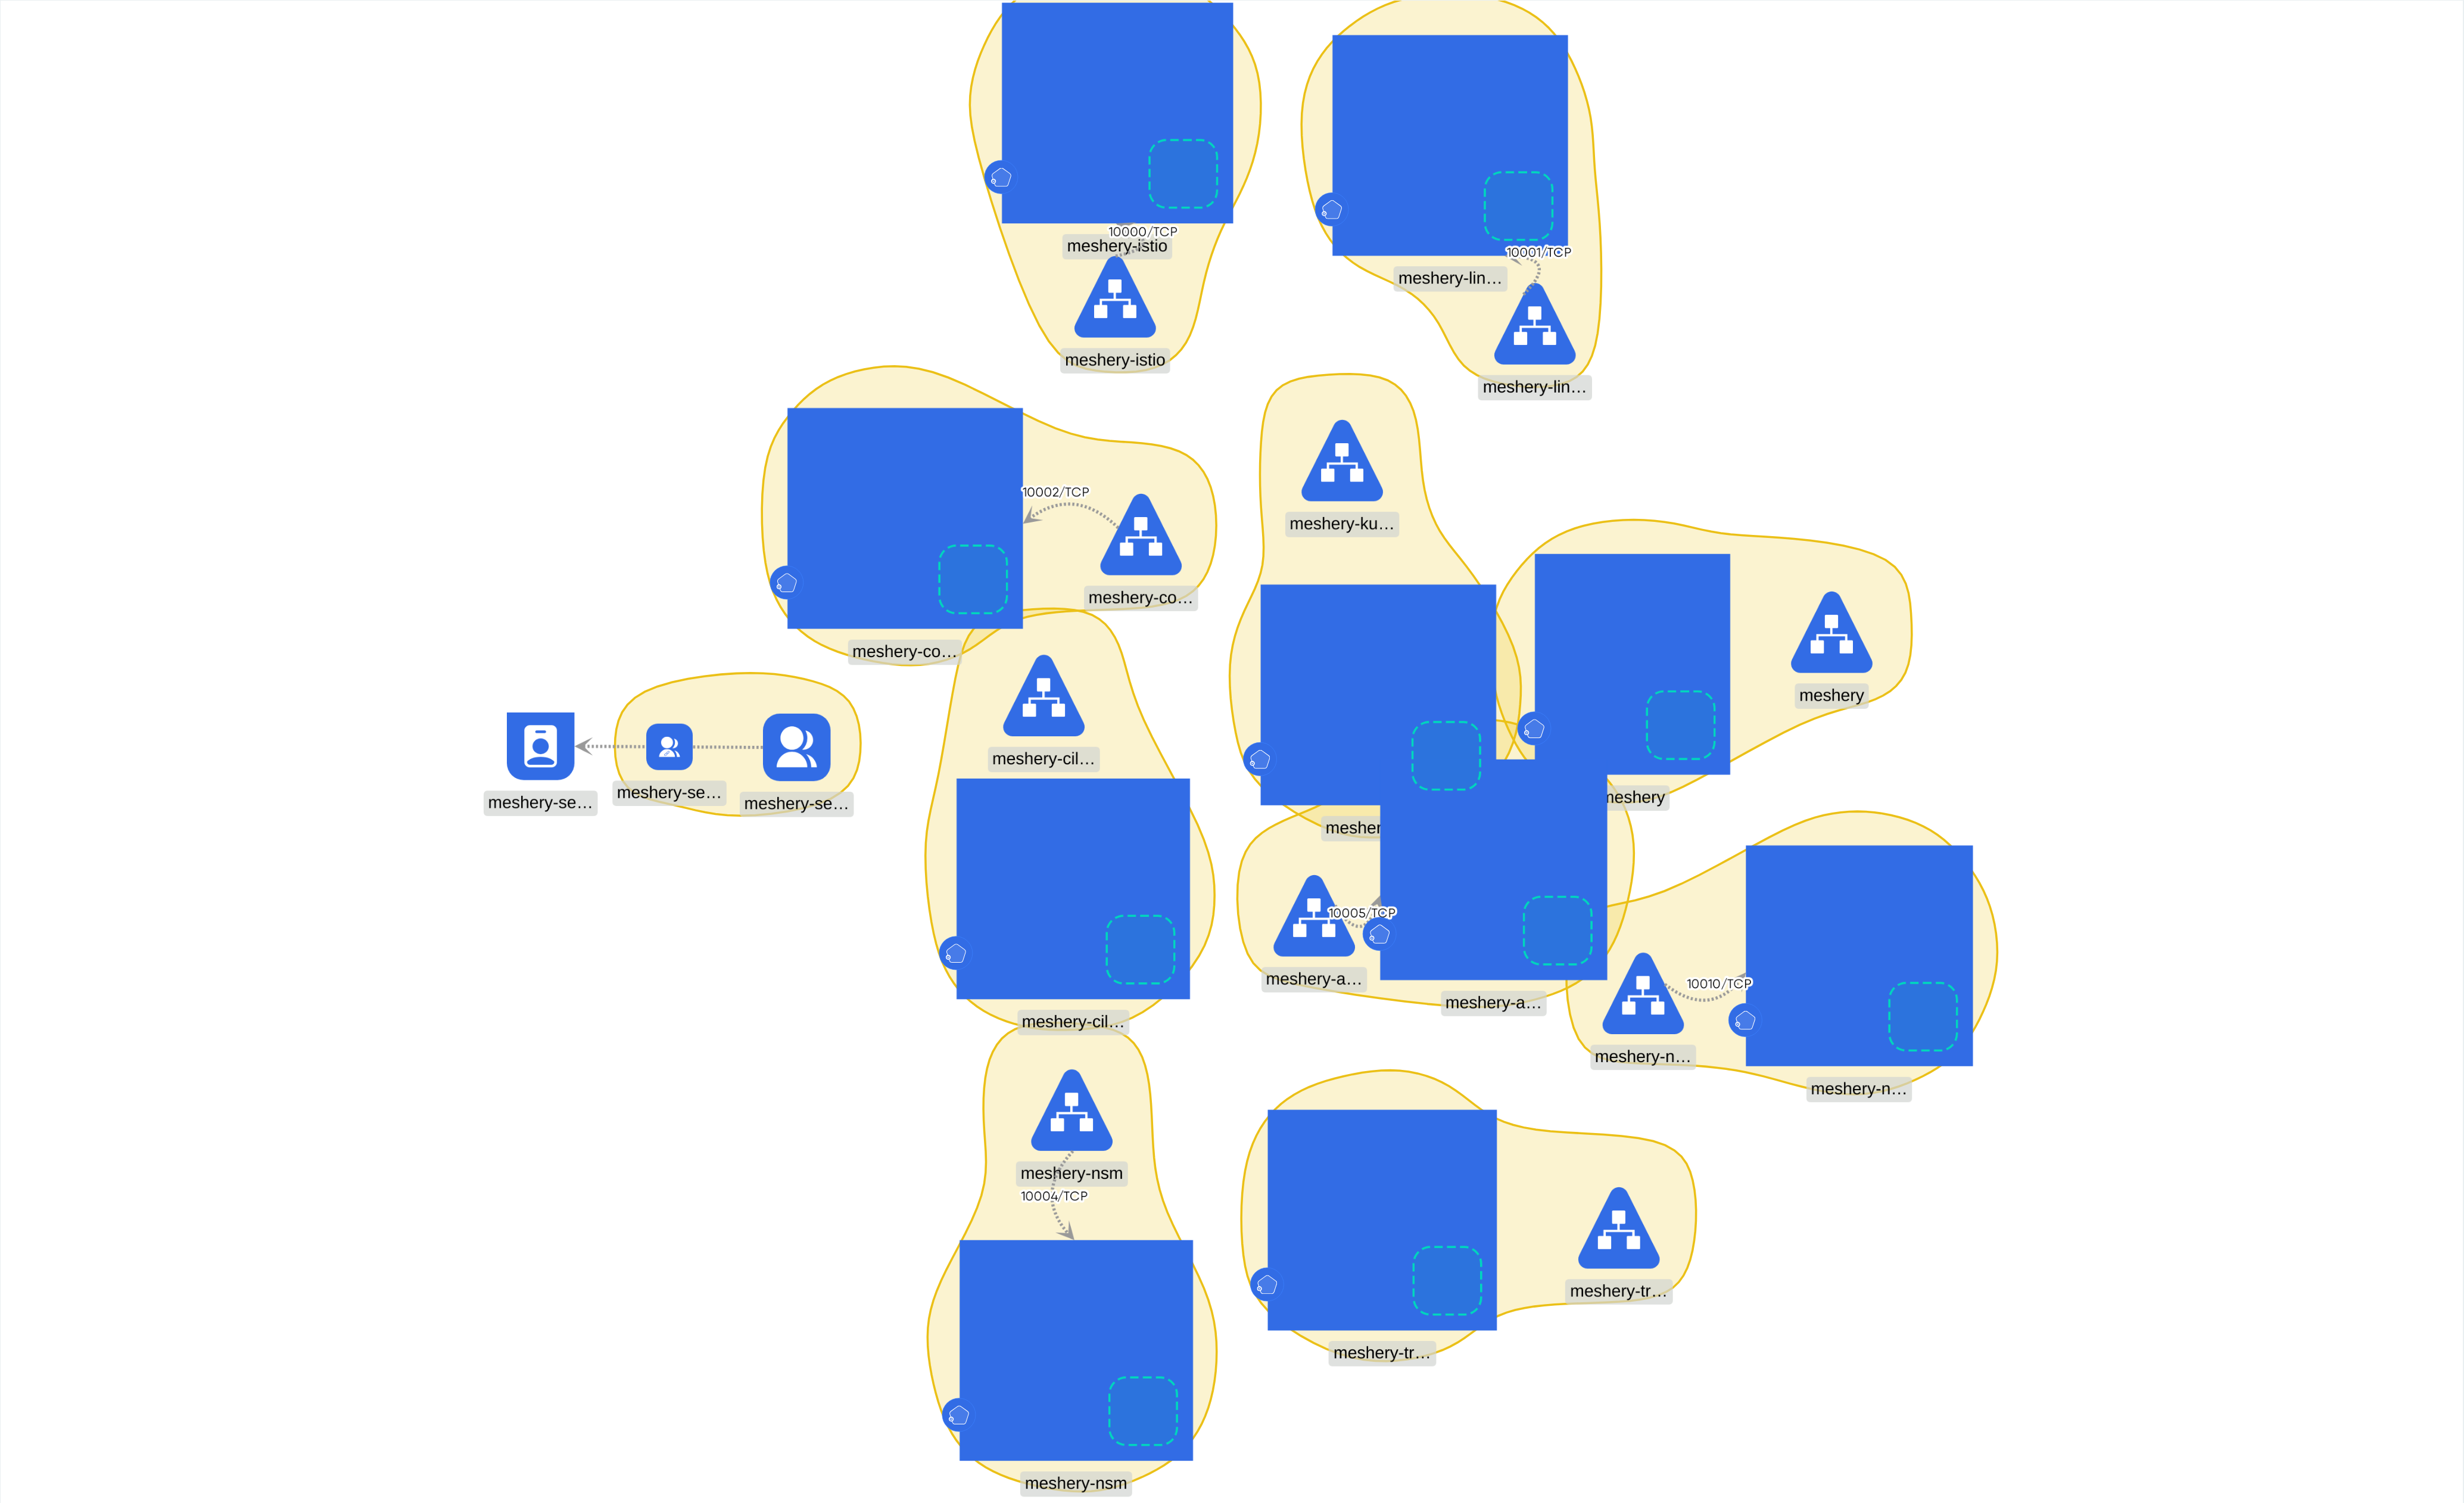 10000/TCP
meshery-istio
meshery-istio
10001/TCP
meshery-lin...
meshery-lin...
10002/TCP
meshery-co...
meshery-co...
meshery-ku...
meshery
meshery
mesher
meshery-cil...
meshery-cil...
meshery-se...
meshery-se...
meshery-se...
10005/TCP
meshery-a...
meshery-a...
10010/TCP
meshery-n...
meshery-n...
meshery-nsm
10004/TCP
meshery-nsm
meshery-tr...
meshery-tr...